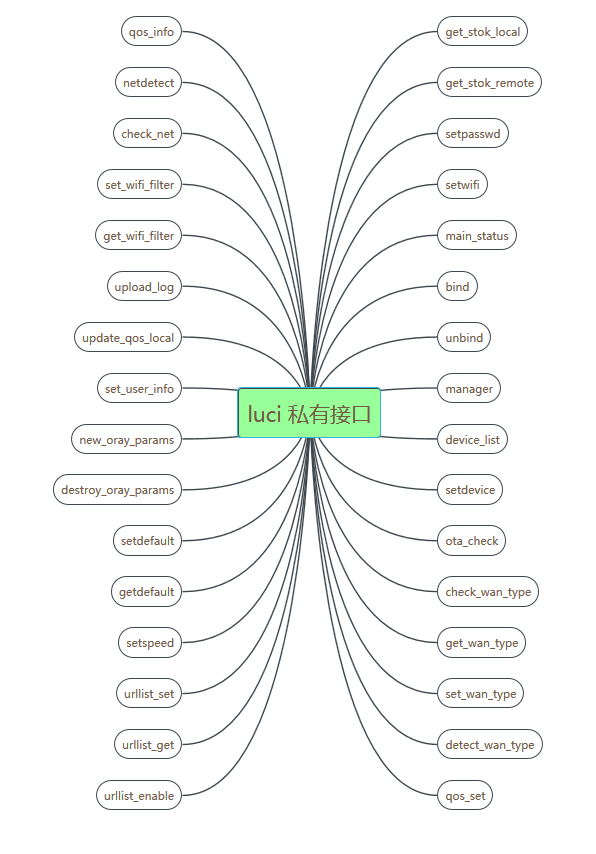 qos_info
netdetect
check_net
set_wifi_filter
get_wifi_filter
upload_log
update_qos_local
set_user_info
new_oray_params
destroy_oray_params
setdefault
getdefault
setspeed
urllist_set
urllist_get
urllist_enable
luci 私有接口
get_stok_local
get_stok_remote
setpasswd
setwifi
main_status
bind
unbind
manager
device_list
setdevice
ota_check
check_wan_type
get_wan_type
set_wan_type
detect_wan_type
qos_set